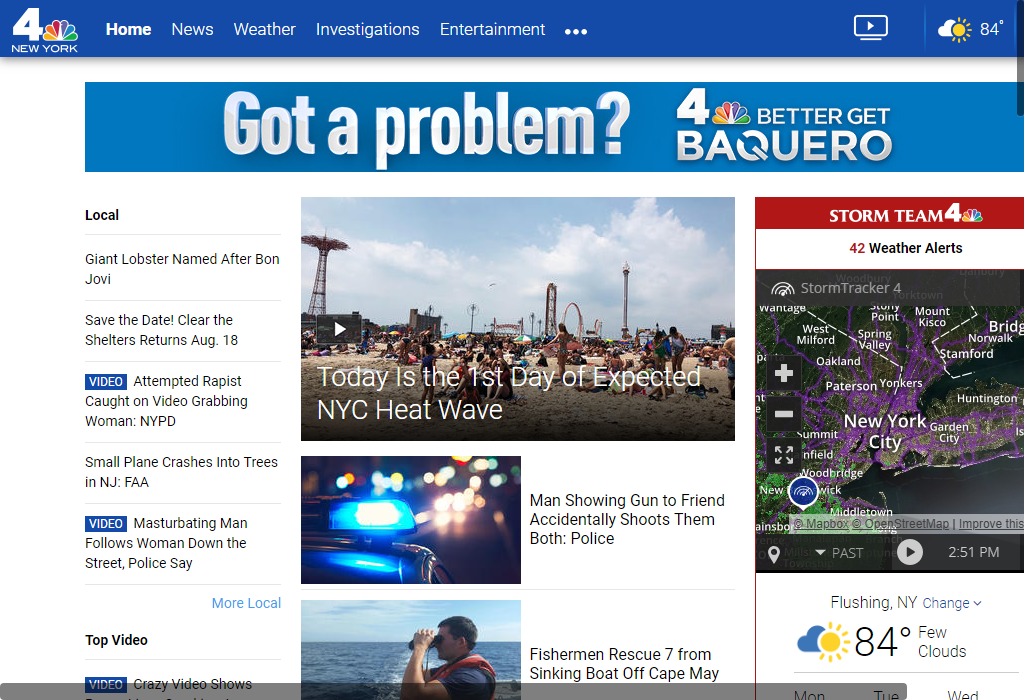 4
NEW YORK
Home
News
Weather
Investigations
Entertainment
84°
Got a problem?
4 BETTER GET
BAQUERO
Local
Giant Lobster Named After Bon
Jovi
Save the Date! Clear the
Shelters Returns Aug. 18
VIDEO Attempted Rapist
Caught on Video Grabbing
Woman: NYPD
Small Plane Crashes Into Trees
in NJ: FAA
VIDEO Masturbating Man
Follows Woman Down the
Street, Police Say
More Local
Top Video
VIDEO Crazy Video Shows
Today Is the 1st Day of Expected
NYC Heat Wave
Man Showing Gun to Friend
Accidentally Shoots Them
Both: Police
Fishermen Rescue 7 from
Sinking Boat Off Cape May
STORM TEAM 4
42 Weather Alerts
StormTracker 4
Woodbury
Danbury
Yorktown
Wantage
Stony
Point
Mount
Kisco
West
Milford
Spring
Valley
Bridg
Norwalk
Stamford
Oakland
Paterson
Yonkers
Huntington
New York
City
Garden
City
Summit
nfield
Woodbridge
New
wick
Middletown
ainsbo
© Mapbox © OpenStreetMap | Improve this
PAST
2:51 PM
Flushing, NY Change
84° Few
Clouds
Mon
Tue
Wed